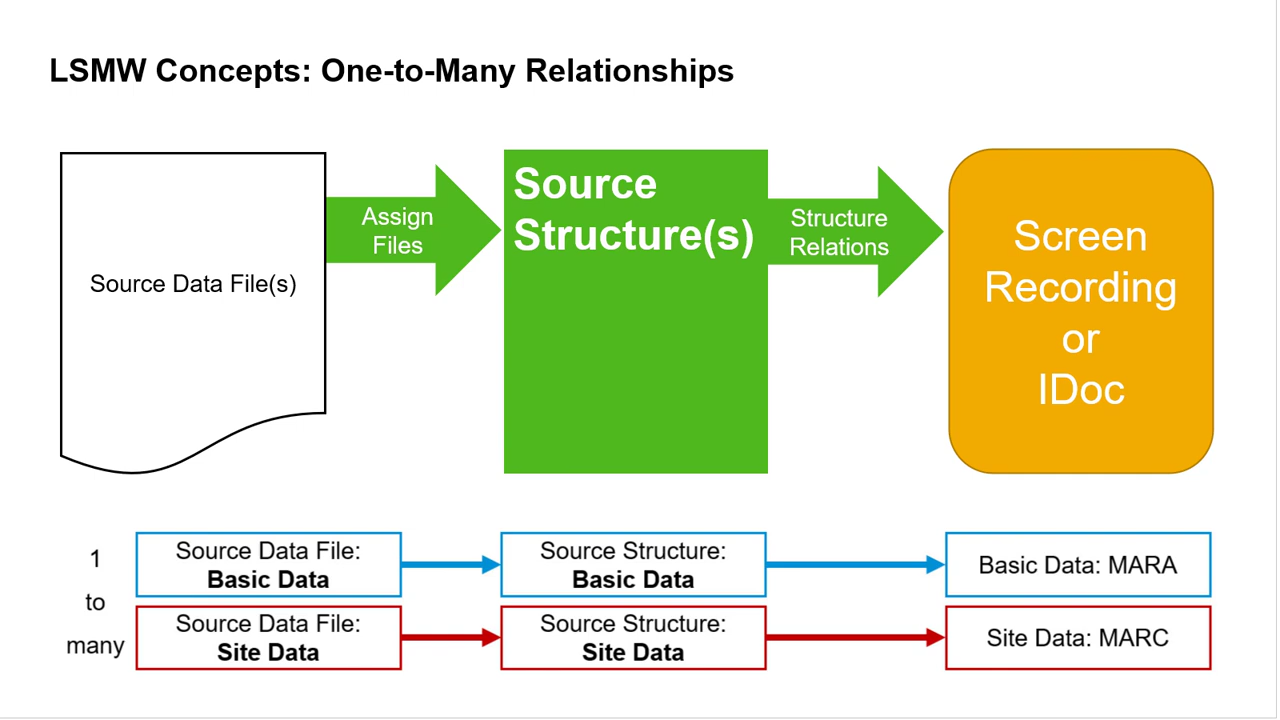 LSMW Concepts: One-to-Many Relationships
Source Data File(s)
Assign
Files
Source
Structure(s)
Structure
Relations
Screen
Recording
or
IDoc
1
to
many
Source Data File:
Basic Data
Source Structure:
Basic Data
Basic Data: MARA
Source Data File:
Site Data
Source Structure:
Site Data
Site Data: MARC